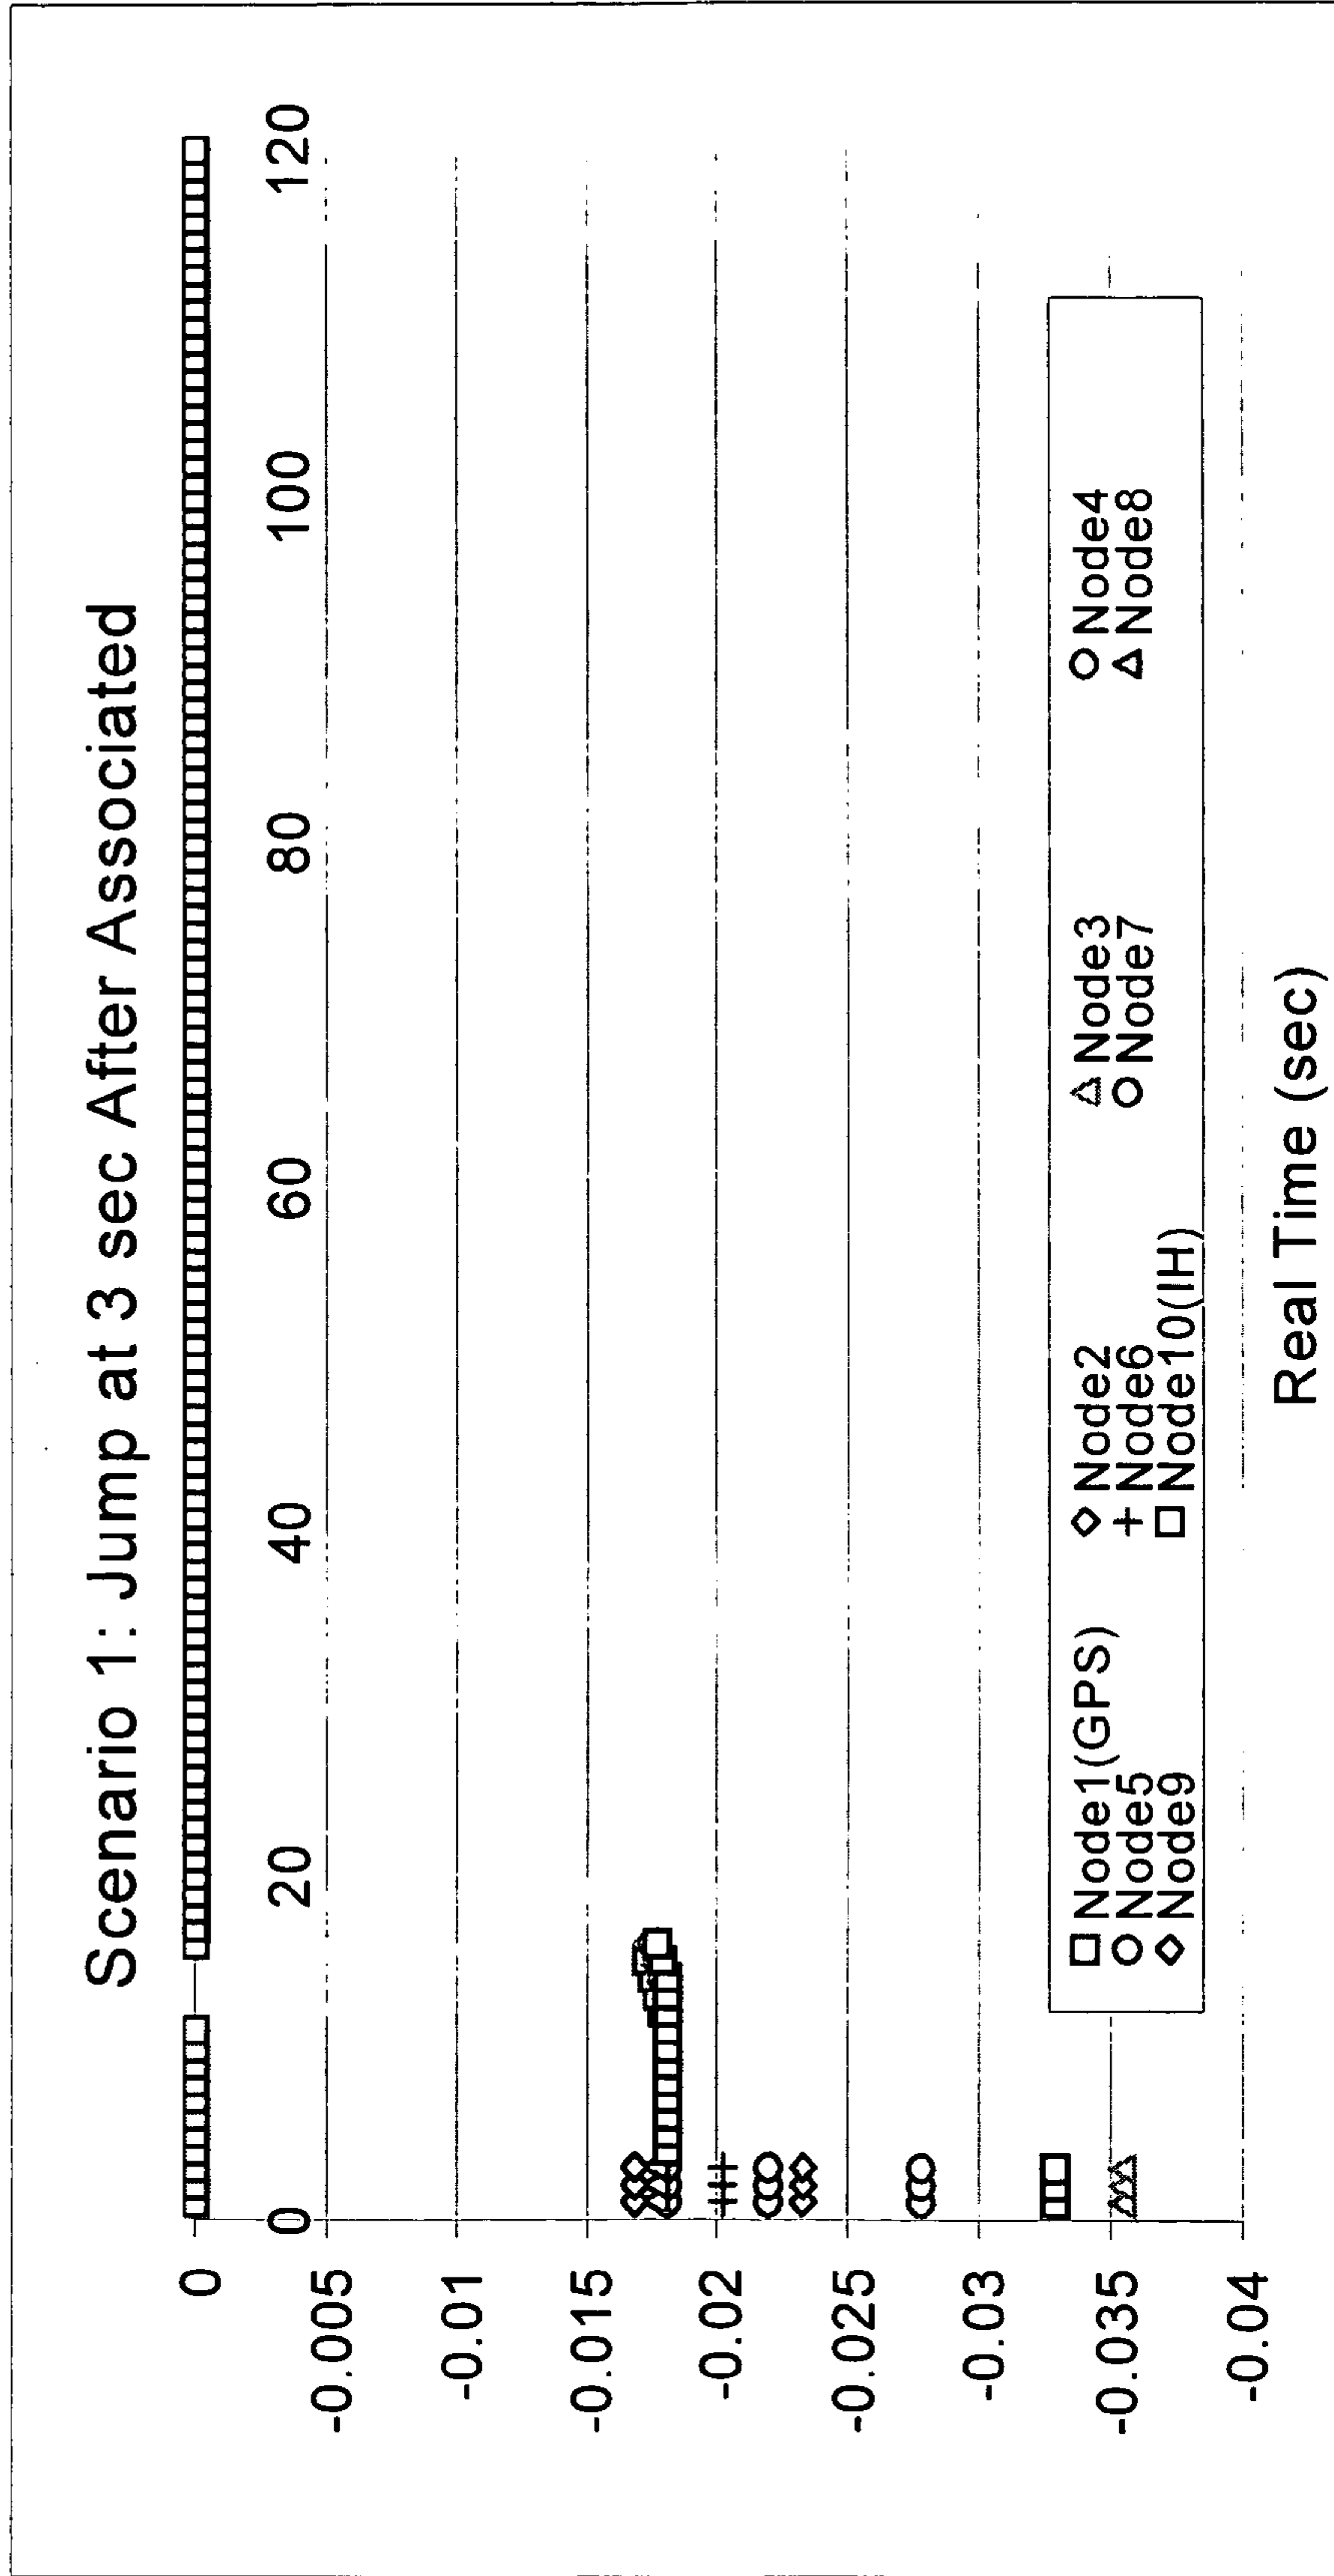 Scenario 1: Jump at 3 sec After Associated
0
-0.005
-0.01
-0.015
-0.02
-0.025
-0.03
-0.035
-0.04
0 20 40 60 80 100 120
Node1(GPS) Node2 Node3 Node4
Node5 Node6 Node7 Node8
Node9 Node10(IH)
Real Time (sec)